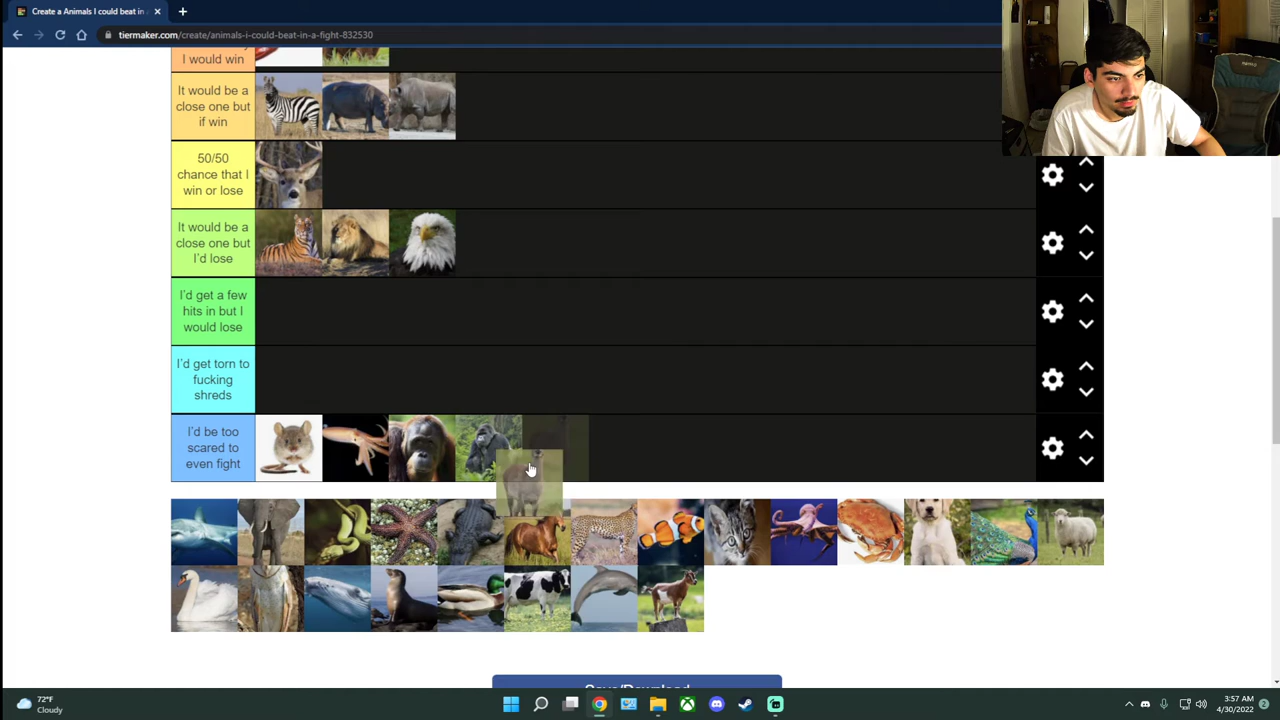 Create a Animals I could beat in
tiermaker.com/create/animals-i-could-beat-in-a-fight-832530
I would win
It would be a
close one but
if win
50/50
chance that I
win or lose
It would be a
close one but
I'd lose
I'd get a few
hits in but I
would lose
I'd get torn to
fucking
shreds
I'd be too
scared to
even fight
Save/Download
72°F
Cloudy
3:57 AM
4/30/2022
2